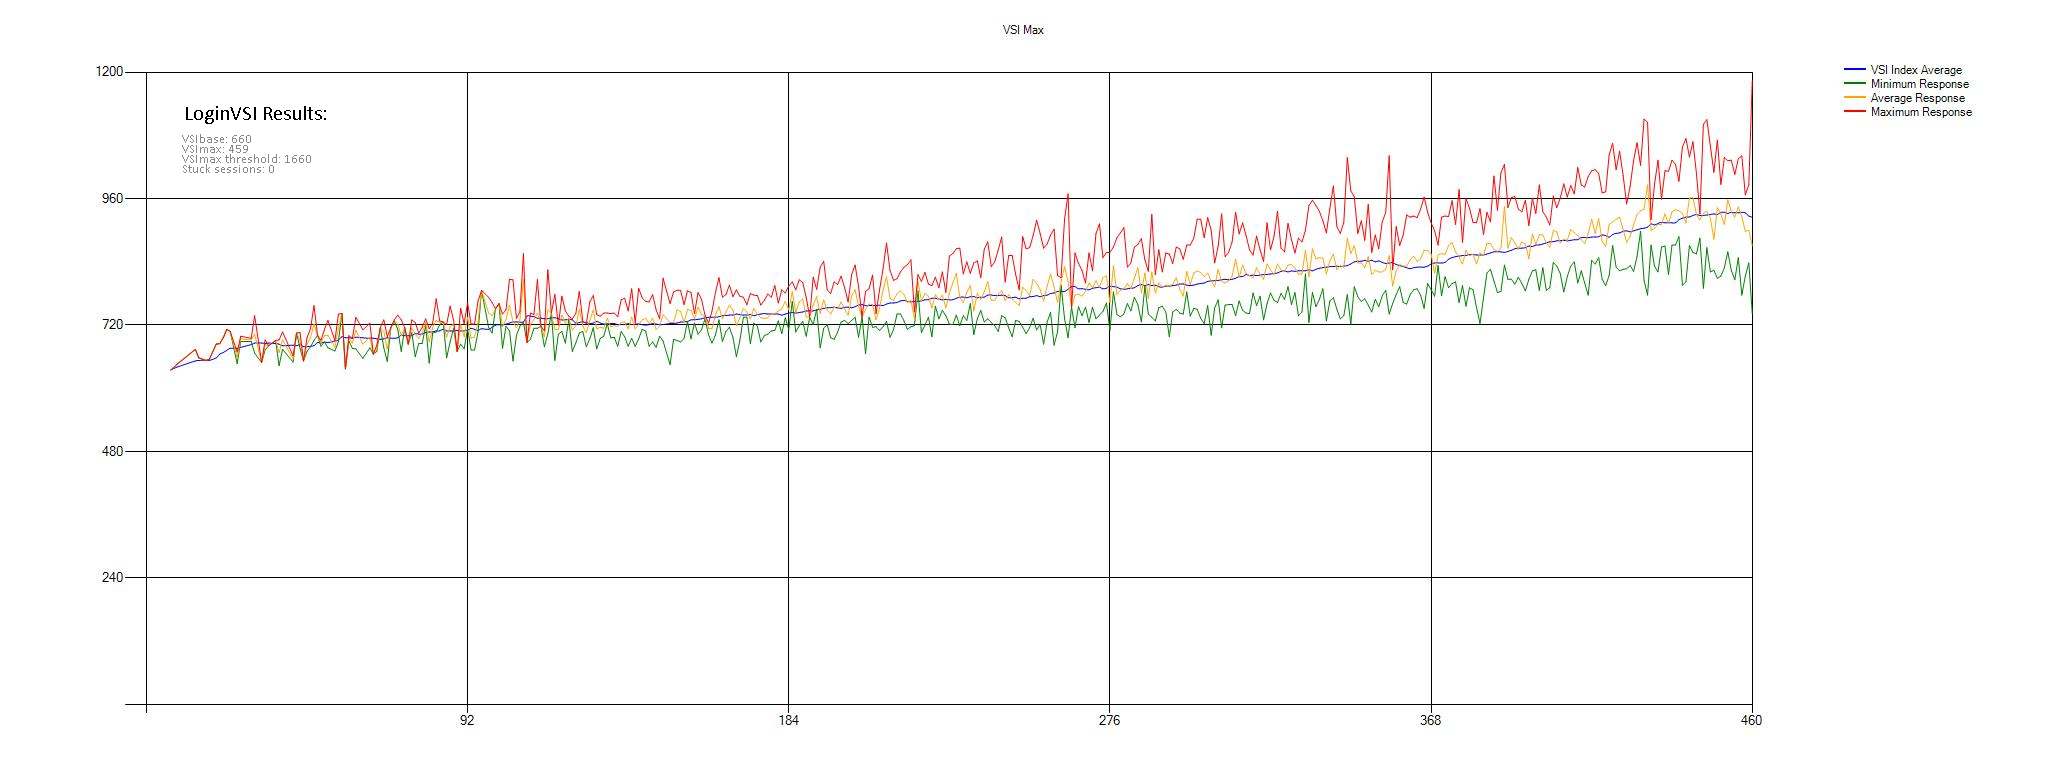 VSI Max
1200
960
720
480
240
LoginVSI Results:
VSIbase: 660
VSImax: 459
VSImax threshold: 1660
Stuck sessions: 0
92
184
276
368
460
VSI Index Average
Minimum Response
Average Response
Maximum Response